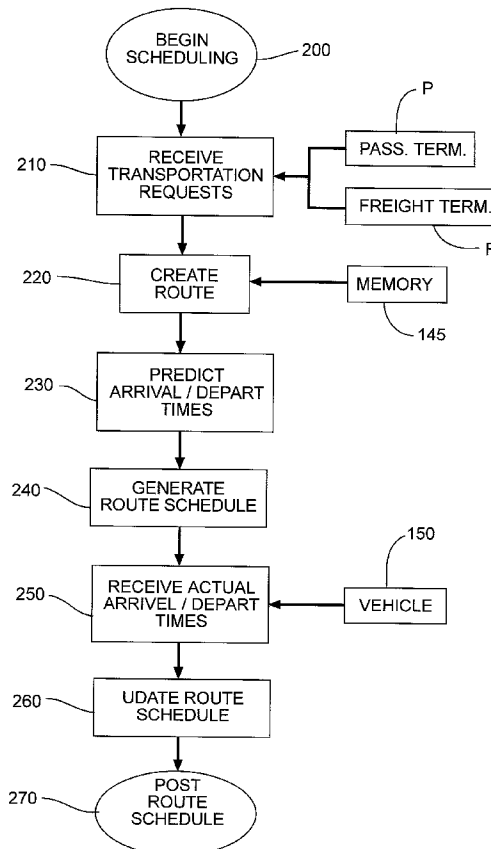 BEGIN
SCHEDULING
200
P
210
RECEIVE
TRANSPORTATION
REQUESTS
PASS. TERM.
FREIGHT TERM.
F
220
CREATE
ROUTE
MEMORY
145
230
PREDICT
ARRIVAL / DEPART
TIMES
240
GENERATE
ROUTE SCHEDULE
150
250
RECEIVE ACTUAL
ARRIVEL / DEPART
TIMES
VEHICLE
260
UDATE ROUTE
SCHEDULE
270
POST
ROUTE
SCHEDULE